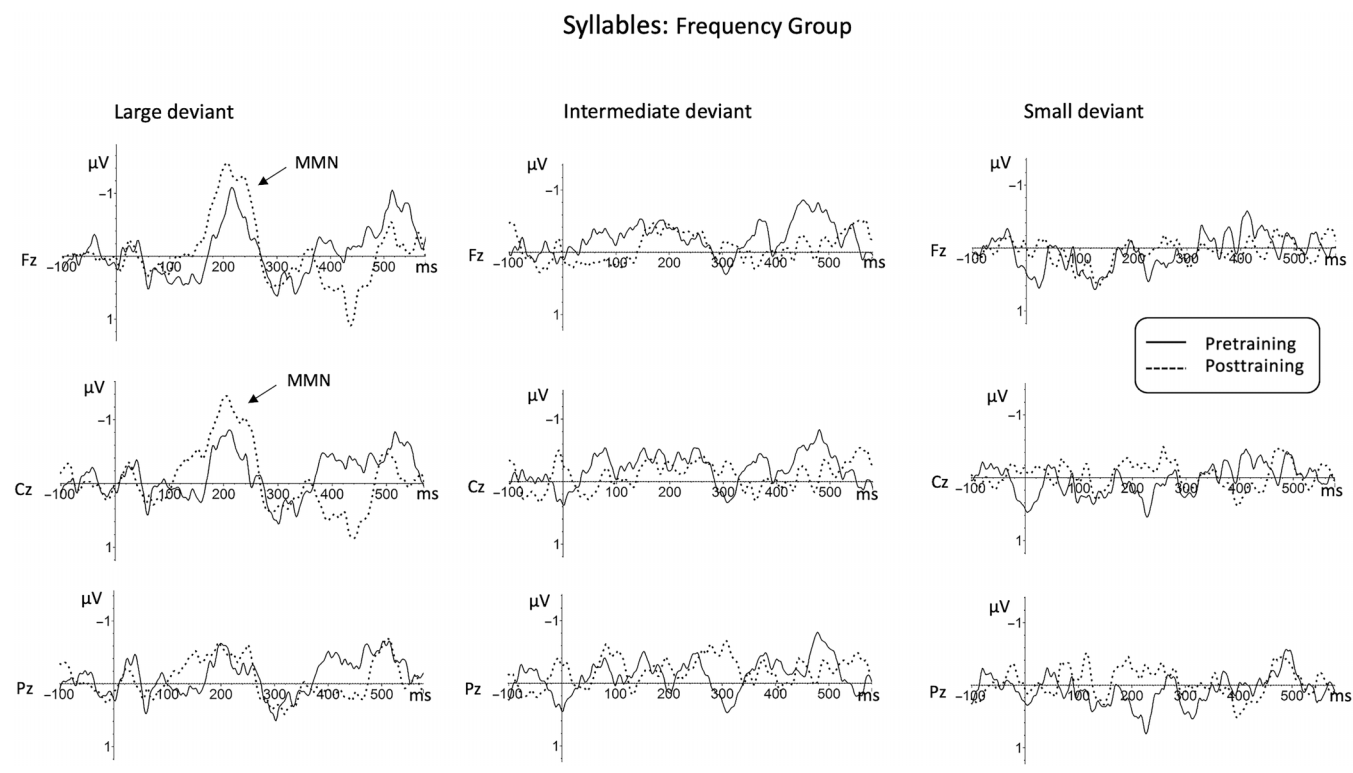 Syllables: Frequency Group
Large deviant Intermediate deviant Small deviant
μV MMN μV μV
−1 −1 −1
Fz −100 100 200 300 400 500 ms Fz −100 100 200 300 400 500 ms Fz −100 100 200 300 400 500 ms
1 1 1
Pretraining
Posttraining
μV MMN μV μV
−1 −1 −1
Cz −100 100 200 300 400 500 ms Cz −100 100 200 300 400 500 ms Cz −100 100 200 300 400 500 ms
1 1 1
μV μV μV
−1 −1 −1
Pz −100 100 200 300 400 500 ms Pz −100 100 200 300 400 500 ms Pz −100 100 200 300 400 500 ms
1 1 1